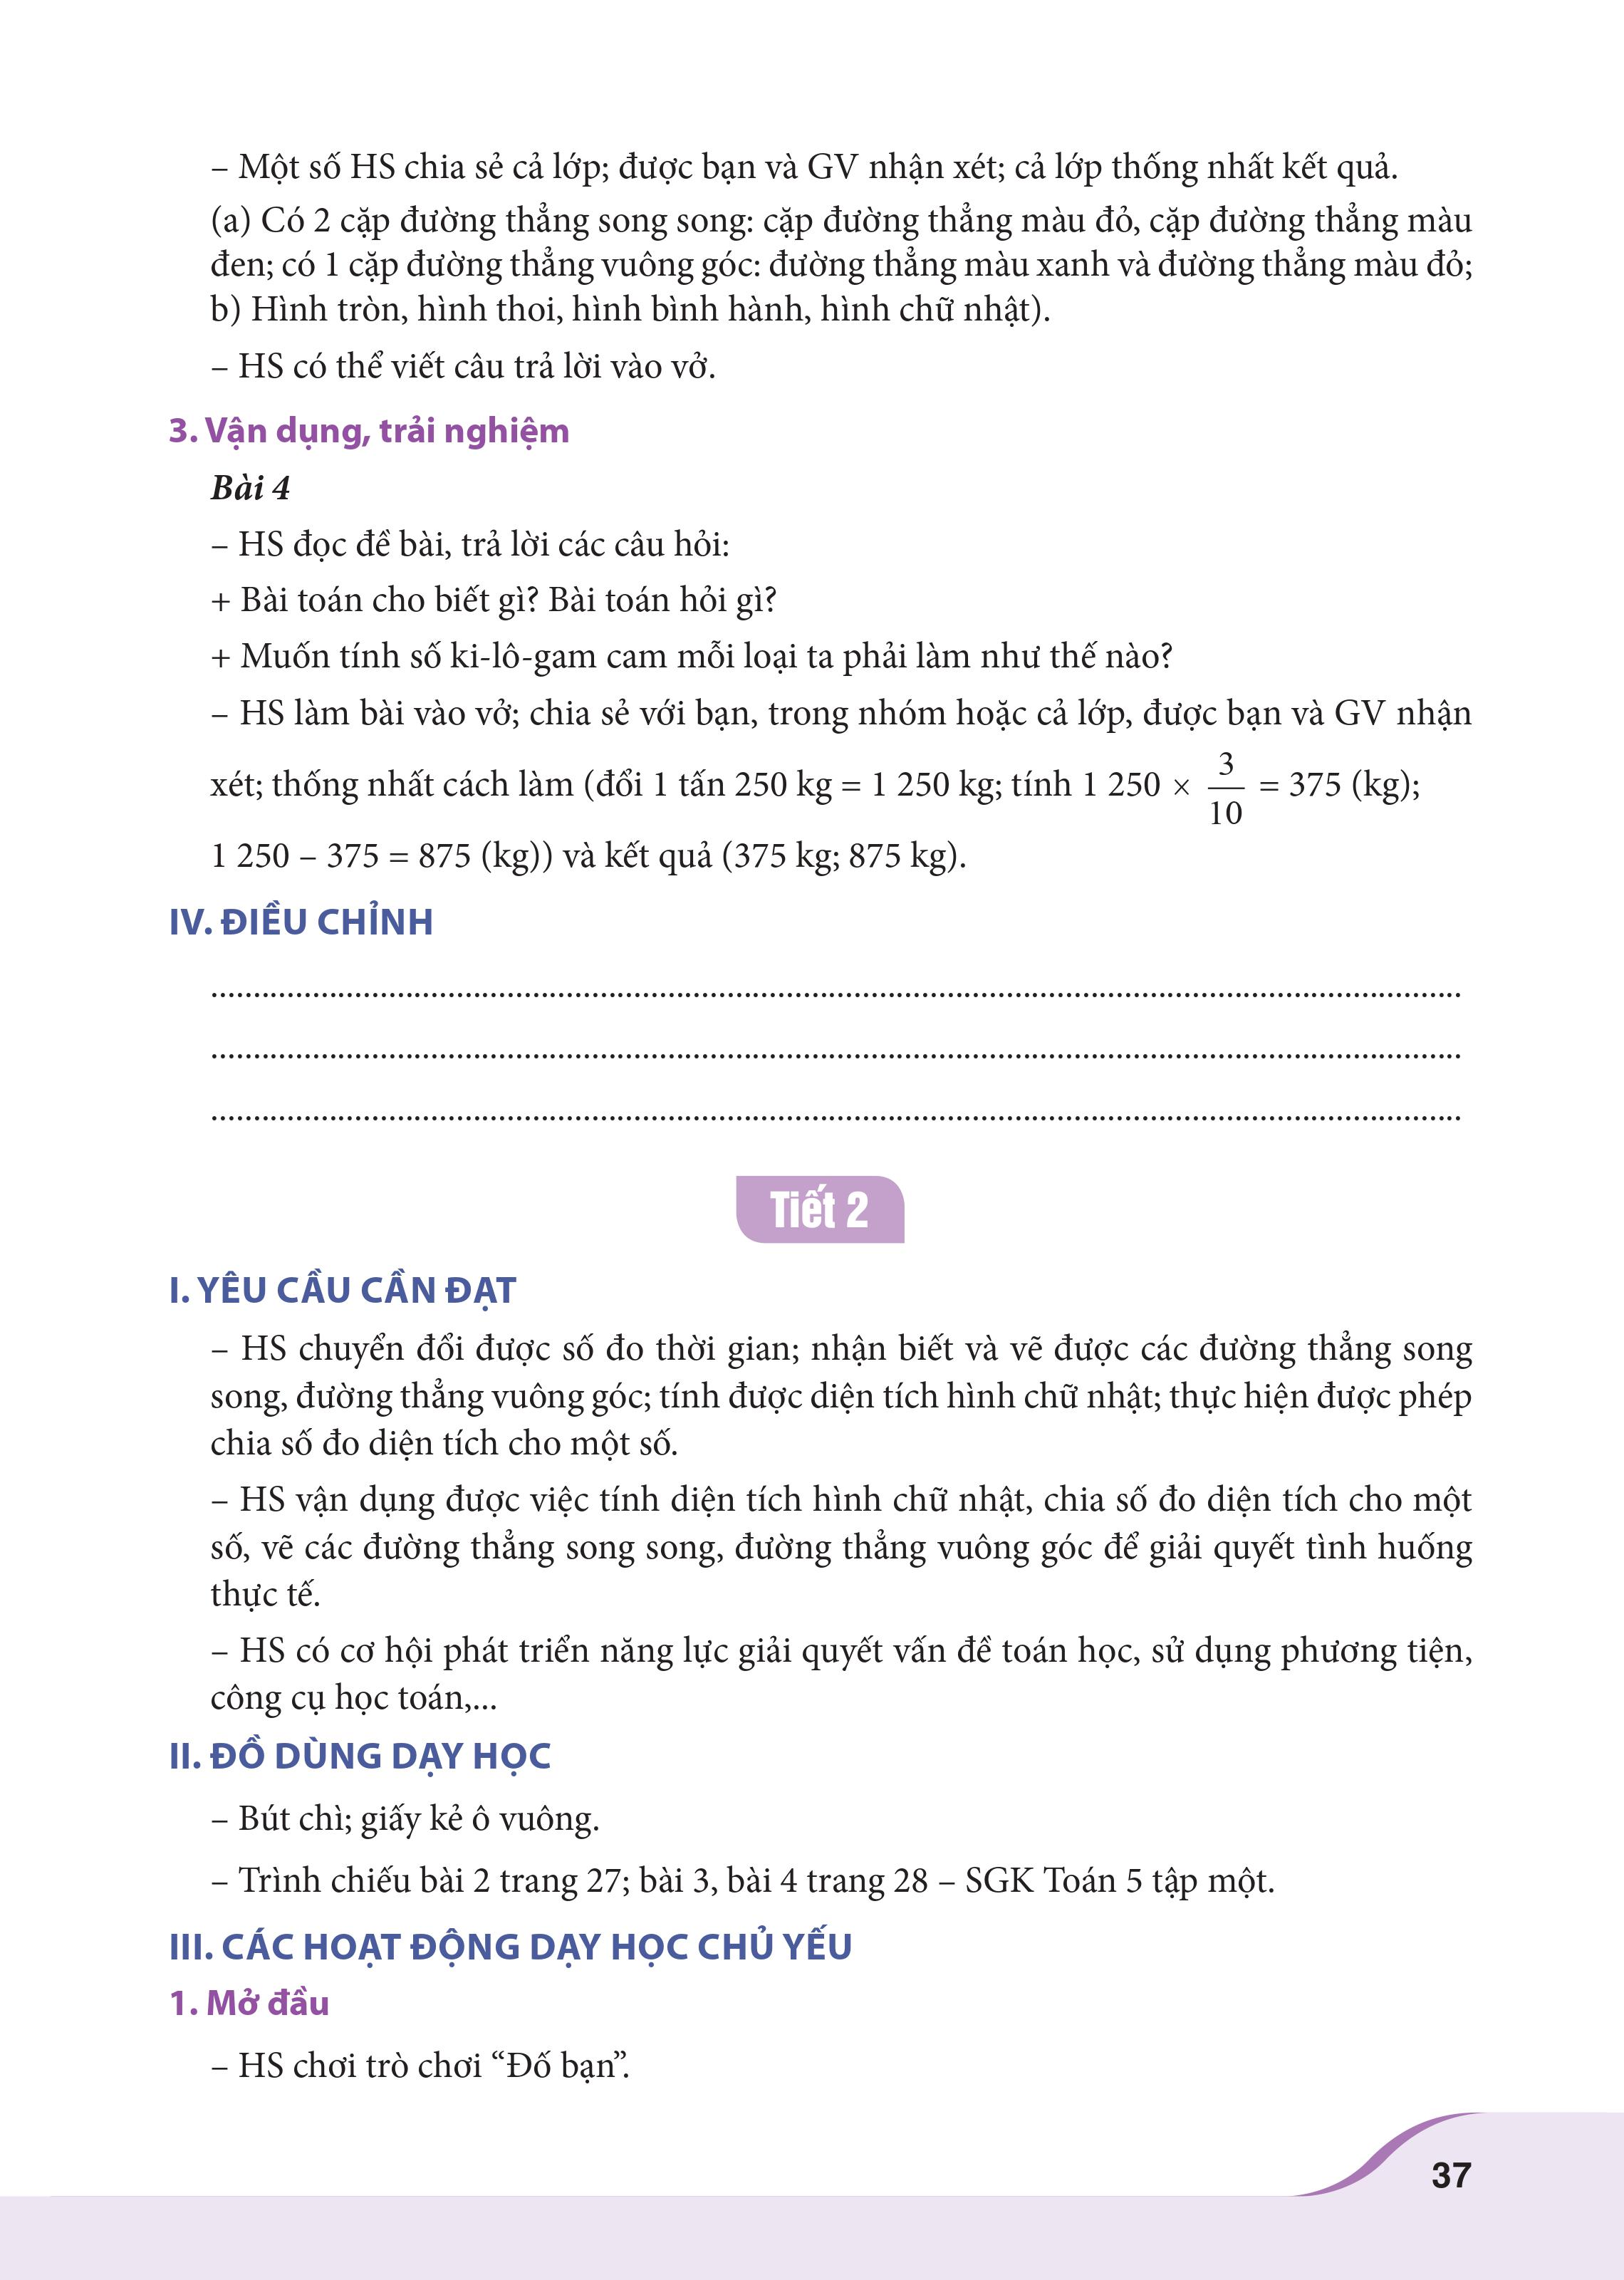 – Một số HS chia sẻ cả lớp; được bạn và GV nhận xét; cả lớp thống nhất kết quả.
(a) Có 2 cặp đường thẳng song song: cặp đường thẳng màu đỏ, cặp đường thẳng màu
đen; có 1 cặp đường thẳng vuông góc: đường thẳng màu xanh và đường thẳng màu đỏ;
b) Hình tròn, hình thoi, hình bình hành, hình chữ nhật).
– HS có thể viết câu trả lời vào vở.
3. Vận dụng, trải nghiệm
Bài 4
– HS đọc đề bài, trả lời các câu hỏi:
+ Bài toán cho biết gì? Bài toán hỏi gì?
+ Muốn tính số ki-lô-gam cam mỗi loại ta phải làm như thế nào?
– HS làm bài vào vở; chia sẻ với bạn, trong nhóm hoặc cả lớp, được bạn và GV nhận
xét; thống nhất cách làm (đổi 1 tấn 250 kg = 1 250 kg; tính 1 250 × 3/10 = 375 (kg);
1 250 – 375 = 875 (kg)) và kết quả (375 kg; 875 kg).
IV. ĐIỀU CHỈNH
Tiết 2
I. YÊU CẦU CẦN ĐẠT
– HS chuyển đổi được số đo thời gian; nhận biết và vẽ được các đường thẳng song
song, đường thẳng vuông góc; tính được diện tích hình chữ nhật; thực hiện được phép
chia số đo diện tích cho một số.
– HS vận dụng được việc tính diện tích hình chữ nhật, chia số đo diện tích cho một
số, vẽ các đường thẳng song song, đường thẳng vuông góc để giải quyết tình huống
thực tế.
– HS có cơ hội phát triển năng lực giải quyết vấn đề toán học, sử dụng phương tiện,
công cụ học toán,...
II. ĐỒ DÙNG DẠY HỌC
– Bút chì; giấy kẻ ô vuông.
– Trình chiếu bài 2 trang 27; bài 3, bài 4 trang 28 – SGK Toán 5 tập một.
III. CÁC HOẠT ĐỘNG DẠY HỌC CHỦ YẾU
1. Mở đầu
– HS chơi trò chơi “Đố bạn”.
37